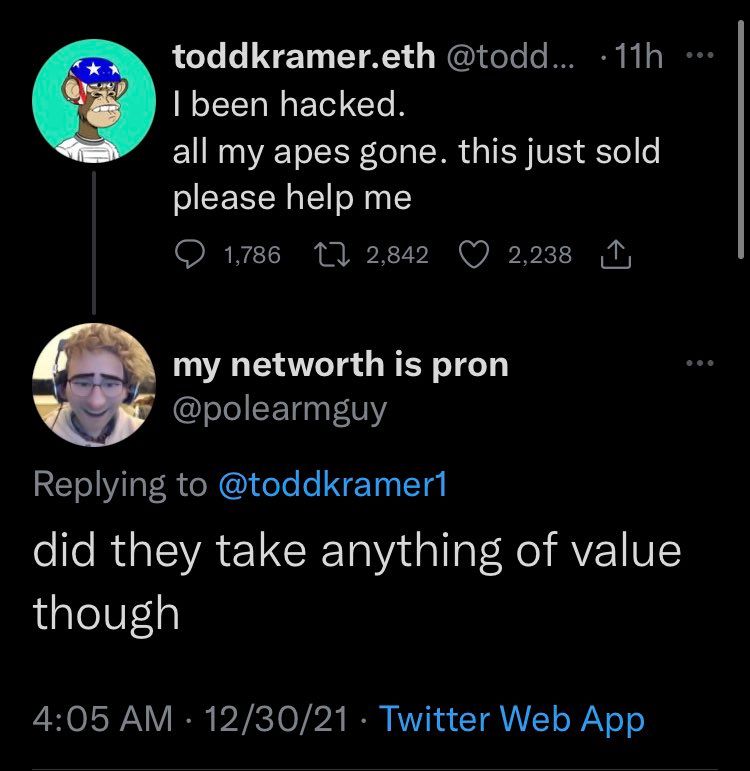 toddkramer.eth @todd... · 11h ...
I been hacked.
all my apes gone. this just sold
please help me
1,786 2,842 2,238
my networth is pron ...
@polearmguy
Replying to @toddkramer1
did they take anything of value
though
4:05 AM · 12/30/21 · Twitter Web App